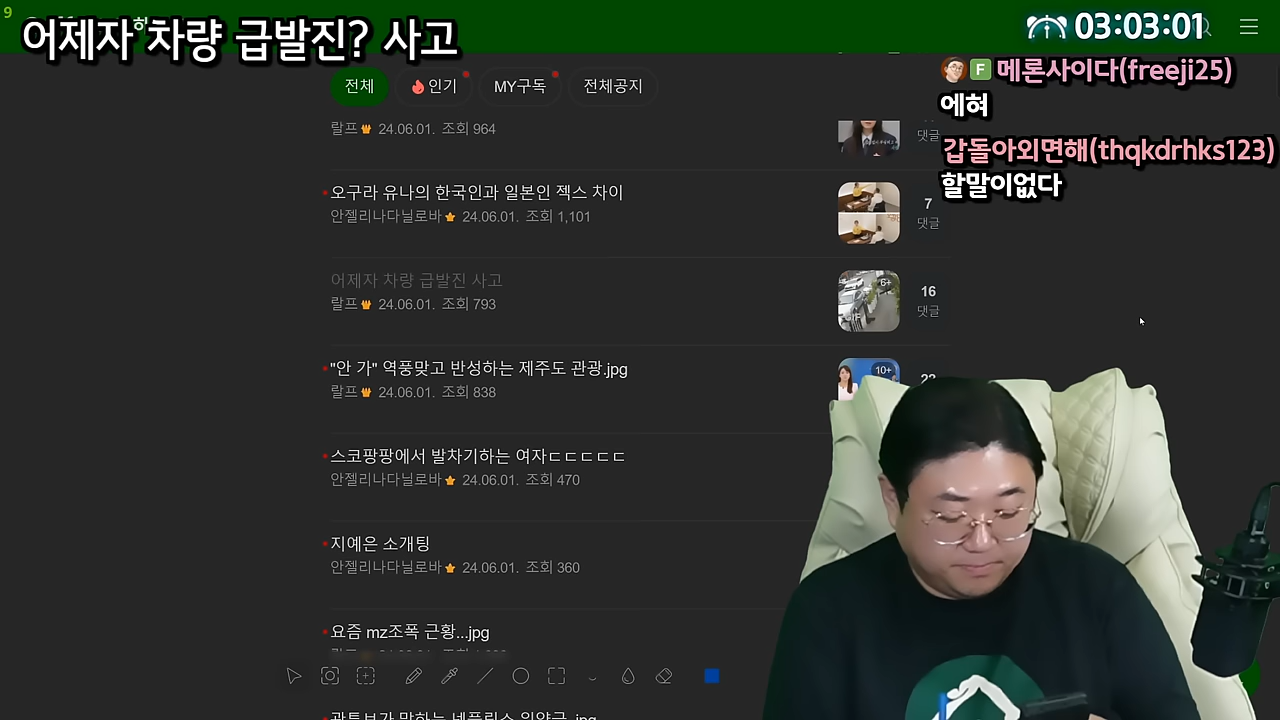 9
어제자 차량 급발진? 사고
03:03:01
전체
인기
MY구독
전체공지
F 메론사이다(freeji25)
에혀
갑돌아외면해(thqkdrhks123)
할말이없다
랄프 24.06.01. 조회 964
댓글
오구라 유나의 한국인과 일본인 젝스 차이
안젤리나다닐로바 24.06.01. 조회 1,101
7
댓글
어제자 차량 급발진 사고
랄프 24.06.01. 조회 793
6+
16
댓글
"안 가" 역풍맞고 반성하는 제주도 관광.jpg
랄프 24.06.01. 조회 838
10+
22
스코팡팡에서 발차기하는 여자ㄷㄷㄷㄷㄷ
안젤리나다닐로바 24.06.01. 조회 470
지예은 소개팅
안젤리나다닐로바 24.06.01. 조회 360
요즘 mz조폭 근황...jpg